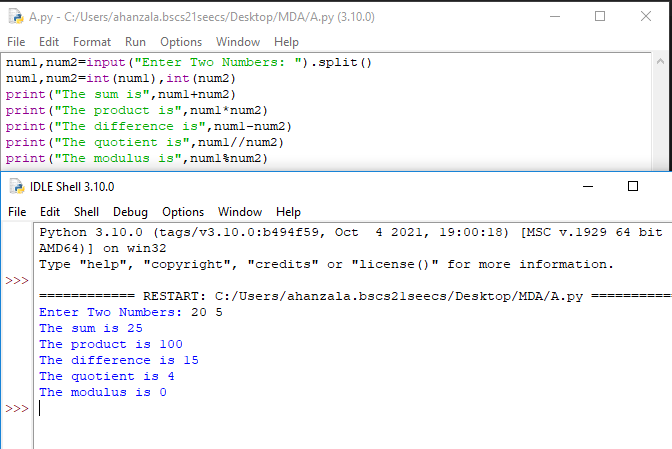 A.py - C:/Users/ahanzala.bscs21seecs/Desktop/MDA/A.py (3.10.0)
File Edit Format Run Options Window Help
num1,num2=input("Enter Two Numbers: ").split()
num1,num2=int(num1),int(num2)
print("The sum is",num1+num2)
print("The product is",num1*num2)
print("The difference is",num1-num2)
print("The quotient is",num1//num2)
print("The modulus is",num1%num2)
IDLE Shell 3.10.0
File Edit Shell Debug Options Window Help
Python 3.10.0 (tags/v3.10.0:b494f59, Oct  4 2021, 19:00:18) [MSC v.1929 64 bit
AMD64)] on win32
Type "help", "copyright", "credits" or "license()" for more information.
>>>
============ RESTART: C:/Users/ahanzala.bscs21seecs/Desktop/MDA/A.py ==========
Enter Two Numbers: 20 5
The sum is 25
The product is 100
The difference is 15
The quotient is 4
The modulus is 0
>>>